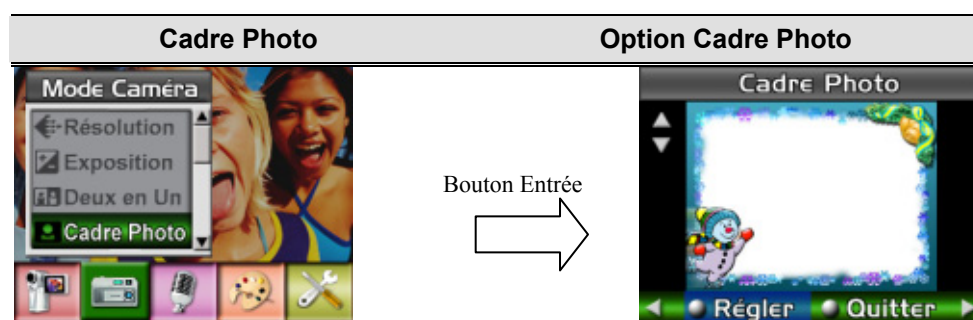 Cadre Photo
Option Cadre Photo
Mode Caméra
Résolution
Exposition
Deux en Un
Cadre Photo
Bouton Entrée
Cadre Photo
Régler Quitter